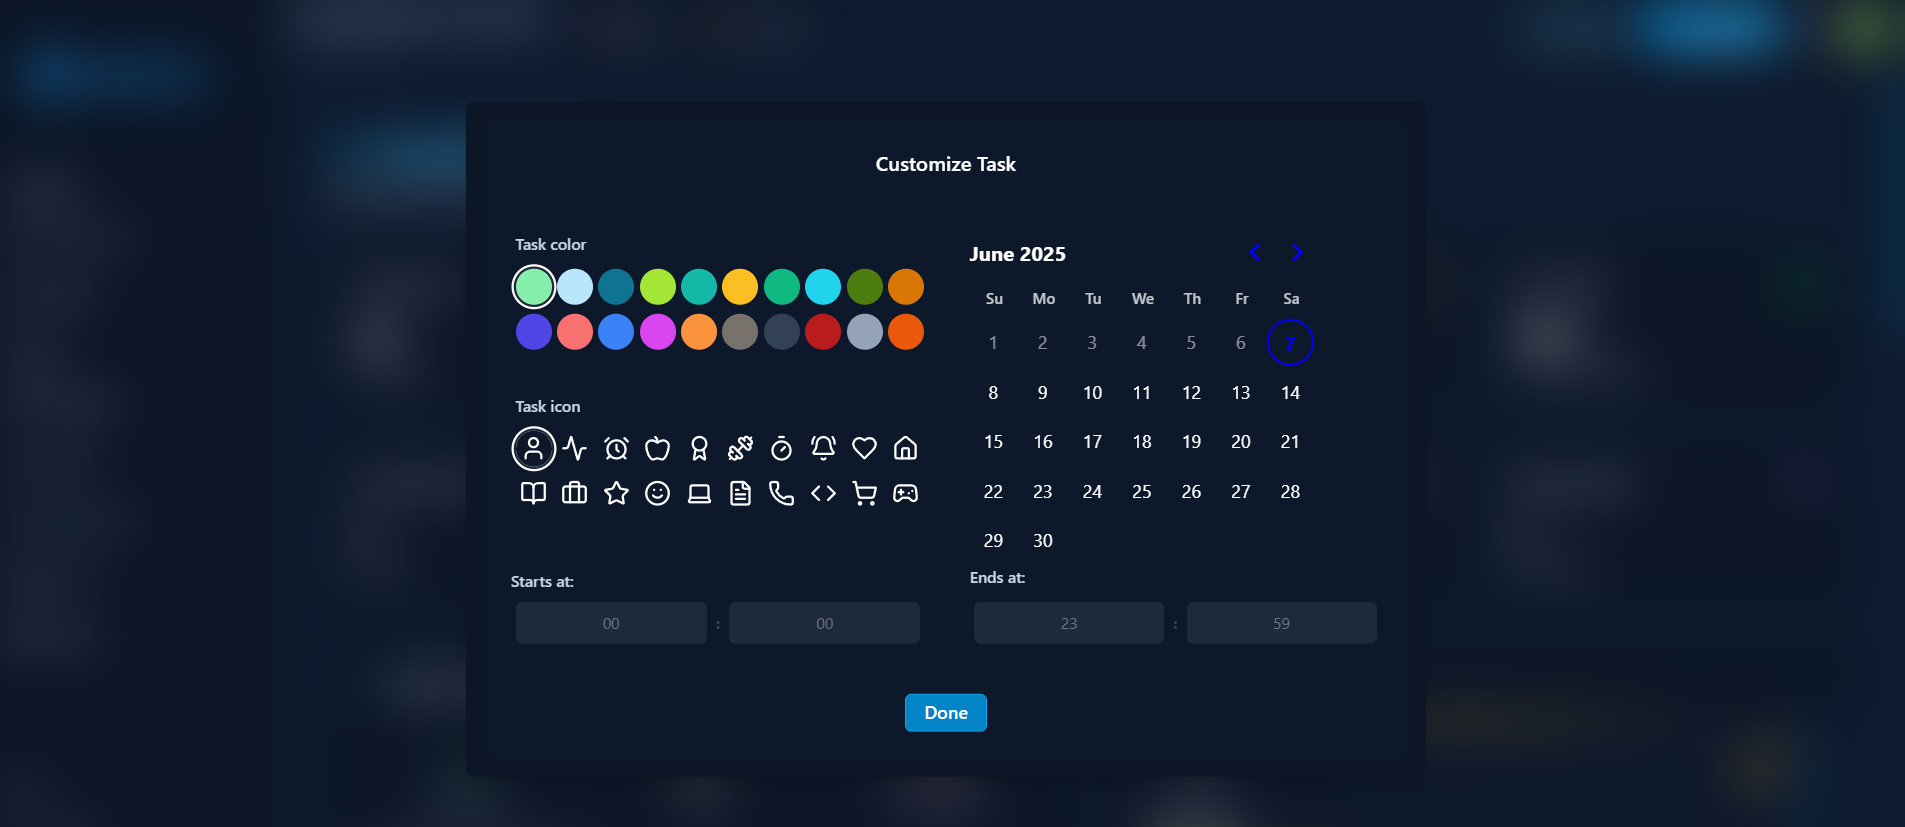 Customize Task
Task color
Task icon
June 2025
Su Mo Tu We Th Fr Sa
1 2 3 4 5 6 7
8 9 10 11 12 13 14
15 16 17 18 19 20 21
22 23 24 25 26 27 28
29 30
Starts at:
00 : 00
Ends at:
23 : 59
Done